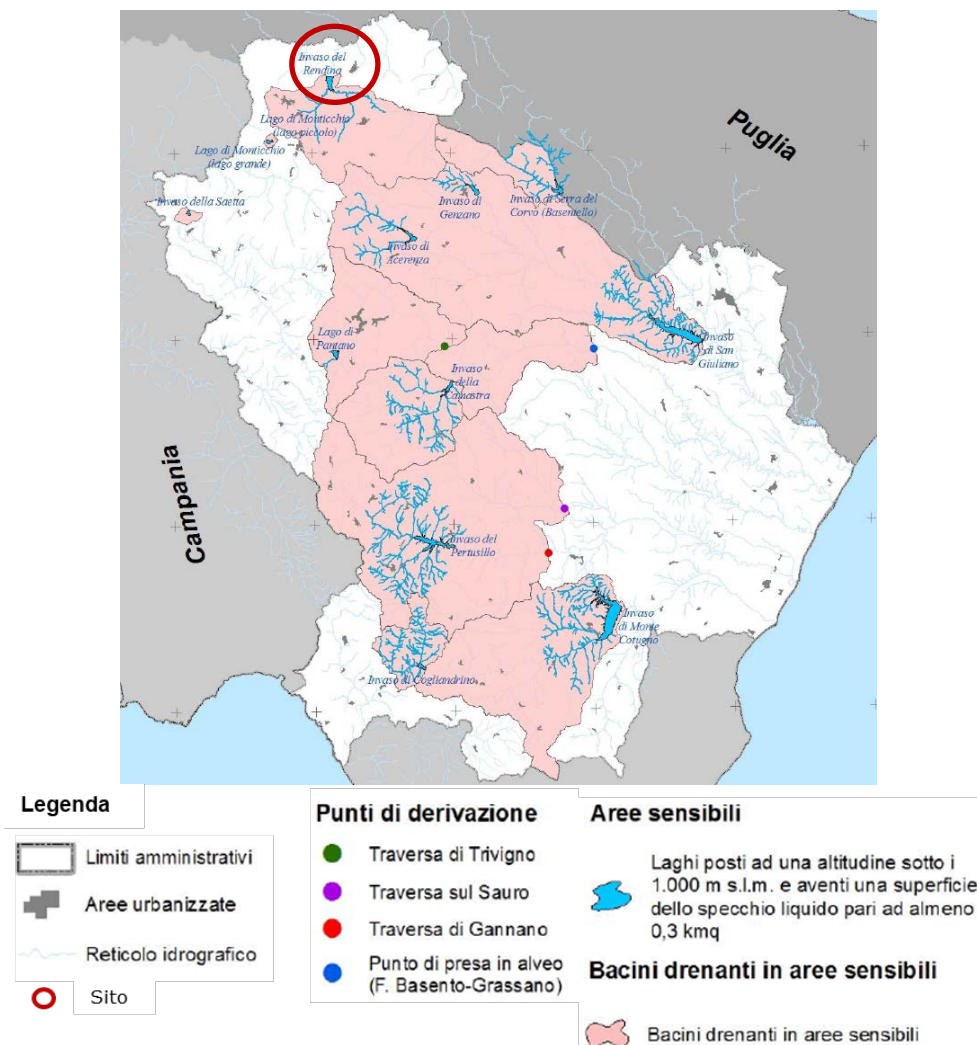 Invaso del
Rendina
Lago di Monticchio
(lago piccolo)
Lago di Monticchio
(lago grande)
Invaso della Saetta
Invaso di
Genzano
Invaso di Serra del
Corvo (Basentello)
Invaso di
Acerenza
Puglia
Lago di
Pantano
Invaso
di San
Giuliano
Invaso
della
Camastra
Campania
Invaso del
Pertusillo
Invaso
di Monte
Cotugno
Invaso di Cogliandrino
Legenda
Limiti amministrativi
Aree urbanizzate
Reticolo idrografico
Sito
Punti di derivazione
Traversa di Trivigno
Traversa sul Sauro
Traversa di Gannano
Punto di presa in alveo
(F. Basento-Grassano)
Aree sensibili
Laghi posti ad una altitudine sotto i
1.000 m s.l.m. e aventi una superficie
dello specchio liquido pari ad almeno
0,3 kmq
Bacini drenanti in aree sensibili
Bacini drenanti in aree sensibili